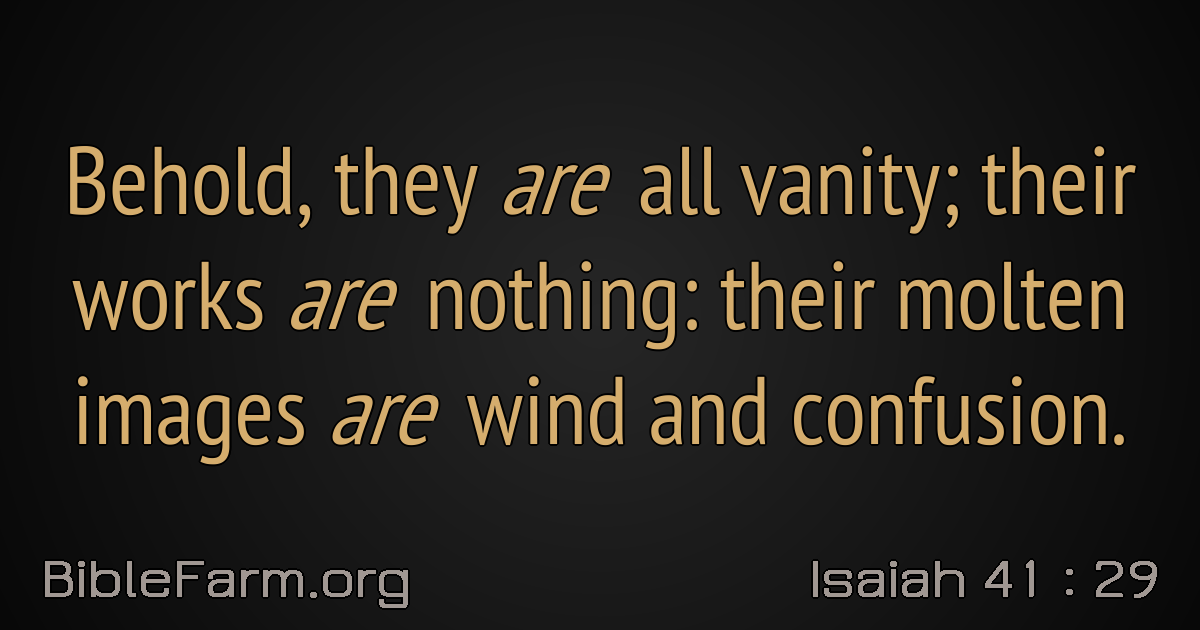 Behold, they are all vanity; their
works are nothing: their molten
images are wind and confusion.
BibleFarm.org
Isaiah 41 : 29